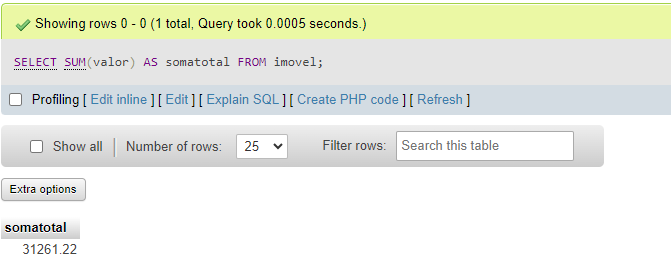 Showing rows 0 - 0 (1 total, Query took 0.0005 seconds.)
SELECT SUM(valor) AS somatotal FROM imovel;
Profiling [ Edit inline ] [ Edit ] [ Explain SQL ] [ Create PHP code ] [ Refresh ]
Show all Number of rows: 25 Filter rows: Search this table
Extra options
somatotal
31261.22